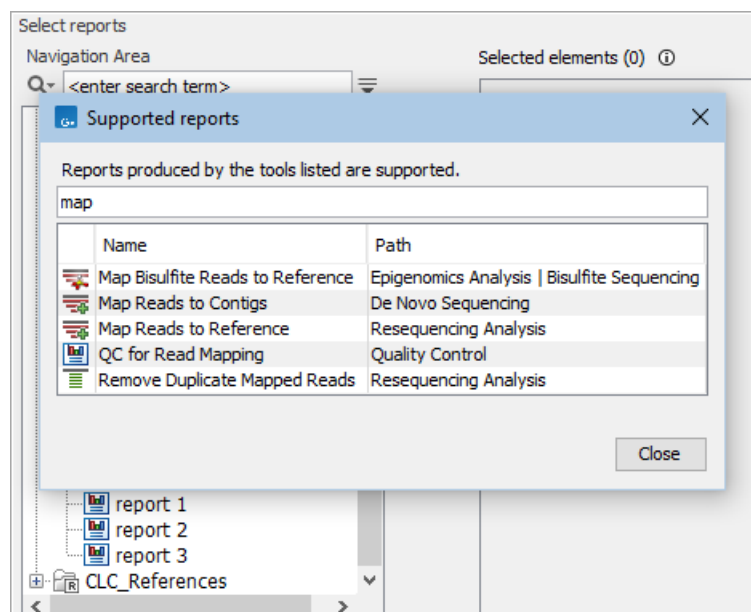 Select reports
Navigation Area
Selected elements (0)
<enter search term>
G.
Supported reports
Reports produced by the tools listed are supported.
map
Name Path
Map Bisulfite Reads to Reference Epigenomics Analysis | Bisulfite Sequencing
Map Reads to Contigs De Novo Sequencing
Map Reads to Reference Resequencing Analysis
QC for Read Mapping Quality Control
Remove Duplicate Mapped Reads Resequencing Analysis
Close
report 1
report 2
report 3
R CLC_References